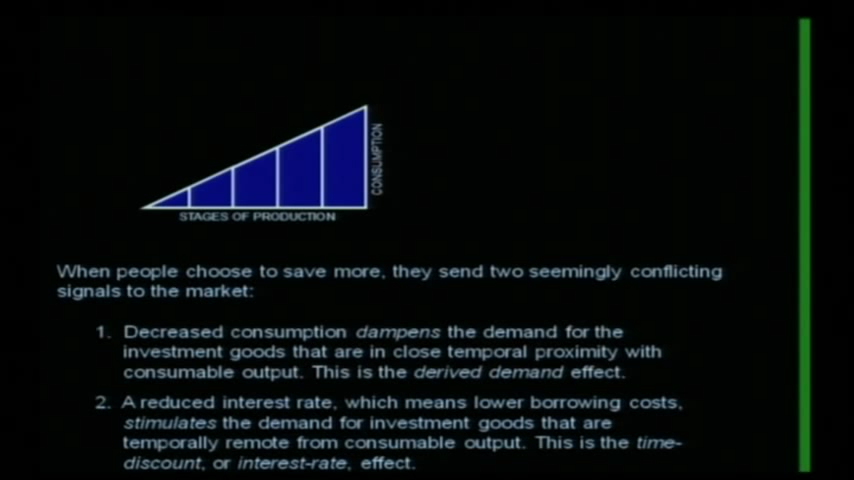 CONSUMPTION
STAGES OF PRODUCTION
When people choose to save more, they send two seemingly conflicting
signals to the market:
1. Decreased consumption dampens the demand for the
investment goods that are in close temporal proximity with
consumable output. This is the derived demand effect.
2. A reduced interest rate, which means lower borrowing costs,
stimulates the demand for investment goods that are
temporally remote from consumable output. This is the time-
discount, or interest-rate, effect.